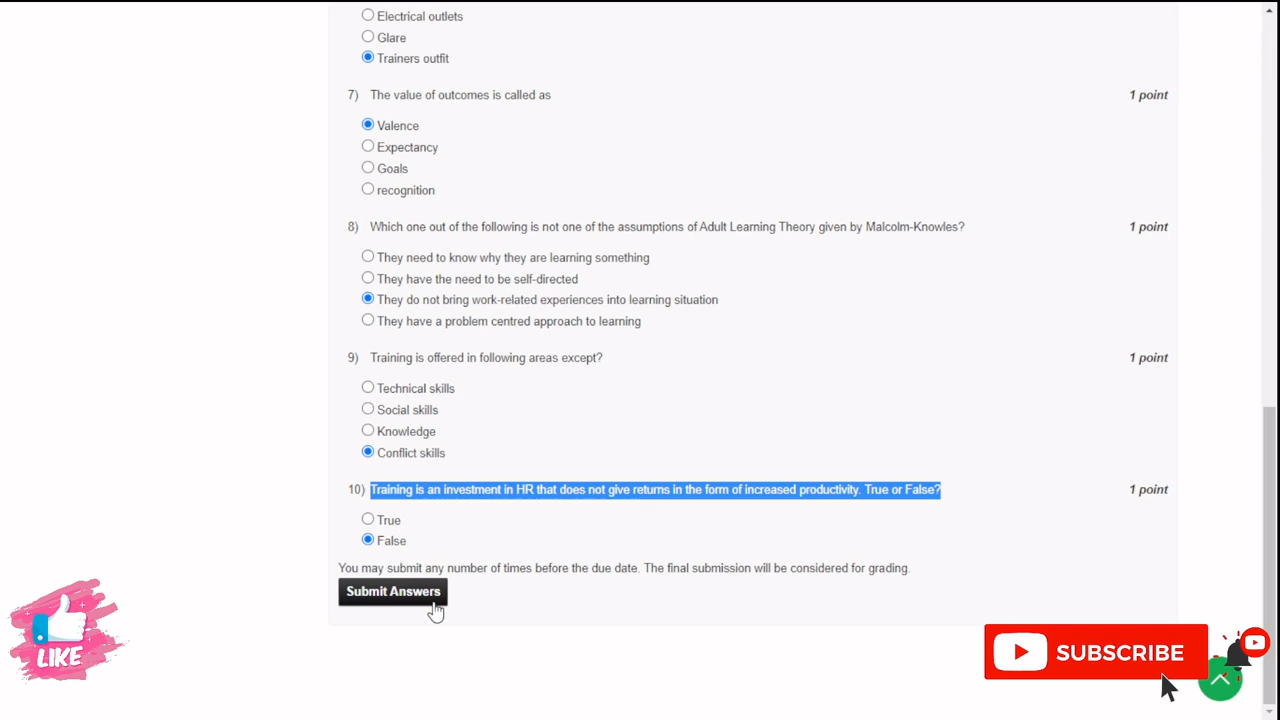 Electrical outlets
Glare
Trainers outfit
7) The value of outcomes is called as 1 point
Valence
Expectancy
Goals
recognition
8) Which one out of the following is not one of the assumptions of Adult Learning Theory given by Malcolm-Knowles? 1 point
They need to know why they are learning something
They have the need to be self-directed
They do not bring work-related experiences into learning situation
They have a problem centred approach to learning
9) Training is offered in following areas except? 1 point
Technical skills
Social skills
Knowledge
Conflict skills
10) Training is an investment in HR that does not give returns in the form of increased productivity. True or False? 1 point
True
False
You may submit any number of times before the due date. The final submission will be considered for grading.
Submit Answers
LIKE
SUBSCRIBE